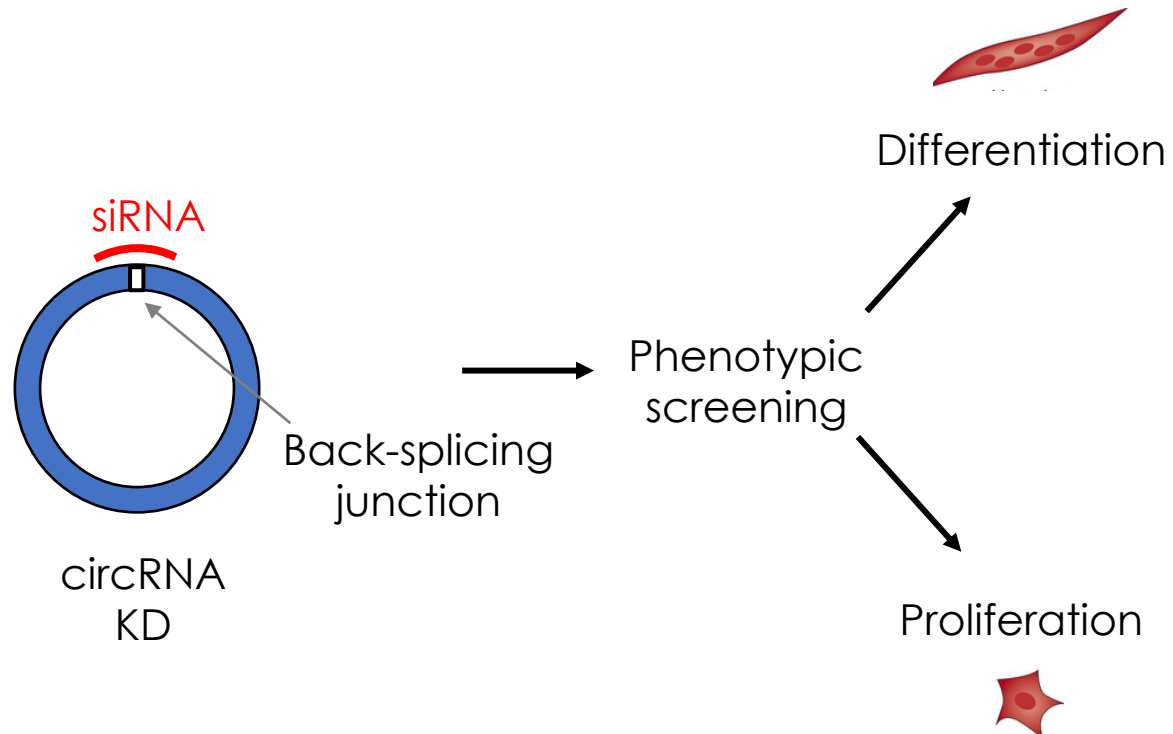 siRNA
Back-splicing
junction
circRNA
KD
Phenotypic
screening
Differentiation
Proliferation